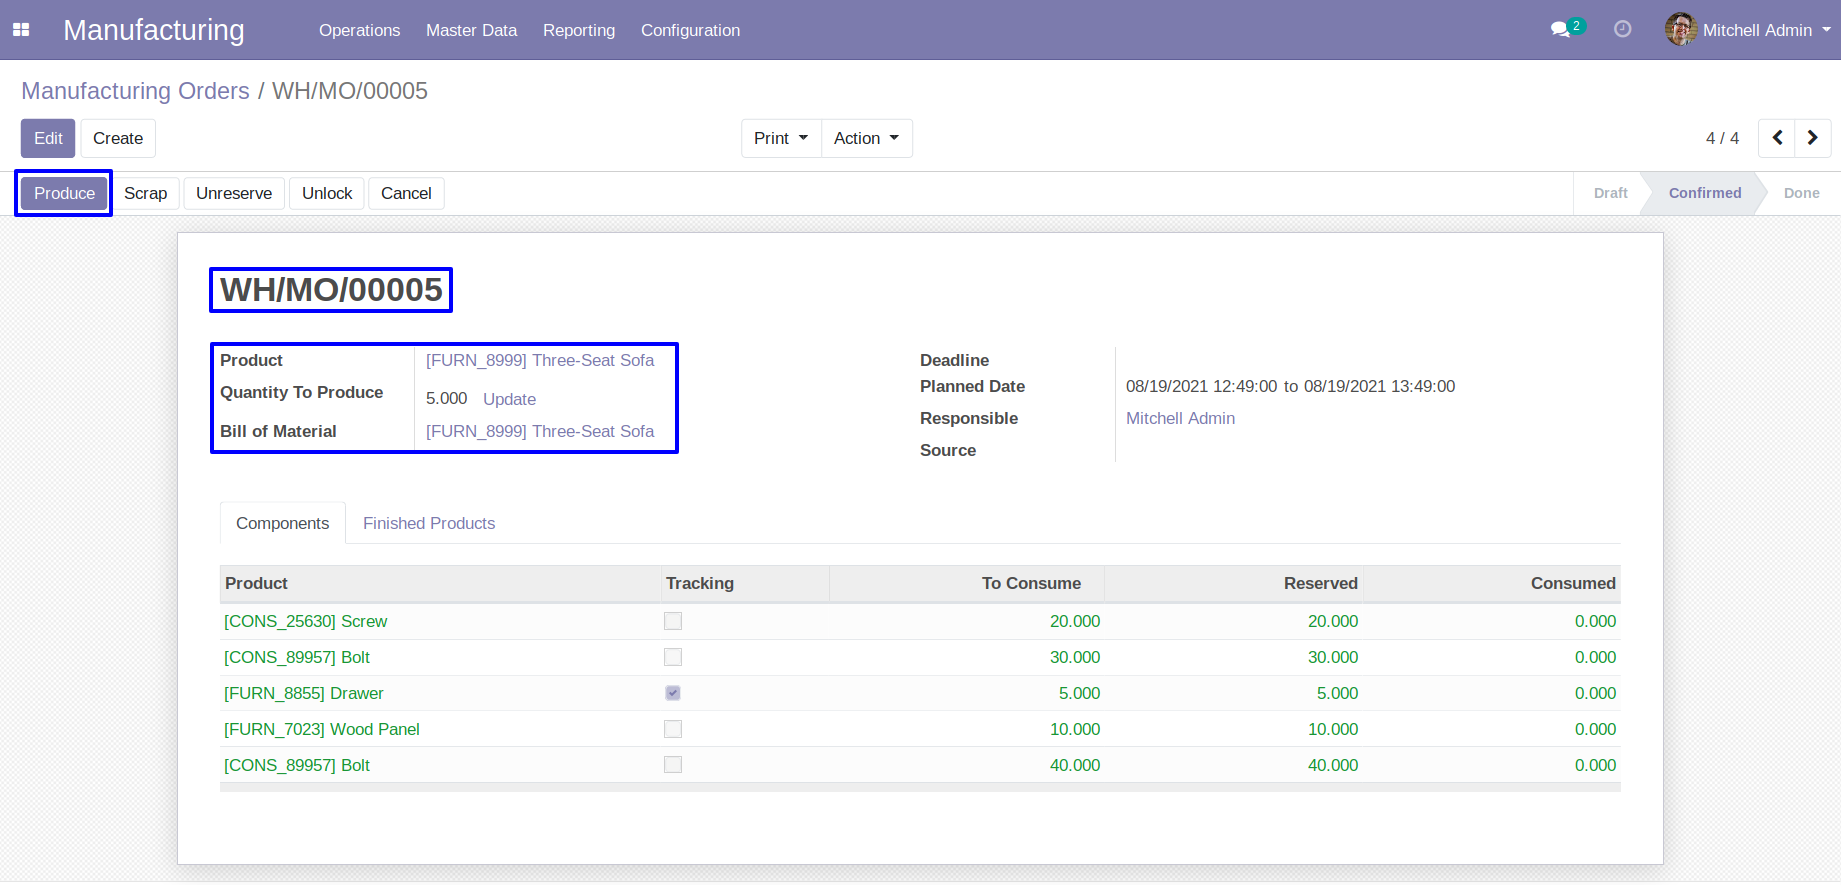 Manufacturing Operations Master Data Reporting Configuration 2 Mitchell Admin
Manufacturing Orders / WH/MO/00005
Edit Create Print Action 4 / 4
Produce Scrap Unreserve Unlock Cancel Draft Confirmed Done
WH/MO/00005
Product [FURN_8999] Three-Seat Sofa
Quantity To Produce 5.000 Update
Bill of Material [FURN_8999] Three-Seat Sofa
Deadline
Planned Date 08/19/2021 12:49:00 to 08/19/2021 13:49:00
Responsible Mitchell Admin
Source
Components Finished Products
Product Tracking To Consume Reserved Consumed
[CONS_25630] Screw 20.000 20.000 0.000
[CONS_89957] Bolt 30.000 30.000 0.000
[FURN_8855] Drawer 5.000 5.000 0.000
[FURN_7023] Wood Panel 10.000 10.000 0.000
[CONS_89957] Bolt 40.000 40.000 0.000